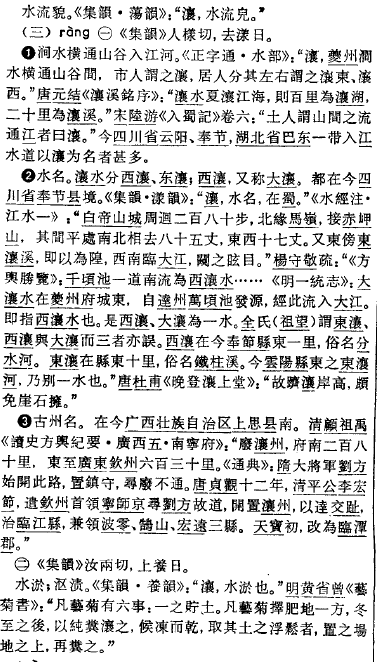 水流貌。《集韻·蕩韻》：“瀼，水流皃。”
（三）ràng ㊀《集韻》人樣切，去漾日。
❶澗水横通山谷入江河。《正字通·水部》：“瀼，夔州澗
水横通山谷間，市人謂之瀼，居人分其左右謂之瀼東、瀼
西。”唐元结《瀼溪銘序》：“瀼水夏瀼江海，則百里為瀼湖，
二十里為瀼溪。”宋陸游《入蜀記》卷六：“土人謂山間之流
通江者曰瀼。”今四川省云阳、奉节，湖北省巴东一带入江
水道以瀼为名者甚多。
❷水名。瀼水分西瀼、东瀼；西瀼，又称大瀼。都在今四
川省奉节县境。《集韻·漾韻》：“瀼，水名，在蜀。”《水經注·
江水一》：“白帝山城周迴二百八十步，北緣馬嶺，接赤岬
山，其間平處南北相去八十五丈，東西十七丈。又東傍東
瀼溪，即以為隍，西南臨大江，闞之眩目。”楊守敬疏：“《方
輿勝覽》：千頃池一道南流為西瀼水……《明一统志》：大
瀼水在夔州府城東，自達州萬頃池發源，經此流入大江。
即指西瀼水也。是西瀼、大瀼為一水。全氏（祖望）謂東瀼、
西瀼與大瀼而三者亦誤。西瀼在今奉節縣東一里，俗名分
水河。東瀼在縣東十里，俗名鐵柱溪。今雲陽縣東之東瀼
河，乃别一水也。”唐杜甫《晚登瀼上堂》：“故躋瀼岸高，頗
免崖石擁。”
❸古州名。在今广西壮族自治区上思县南。清顧祖禹
《讀史方輿紀要·廣西五·南寧府》：“廢瀼州，府南二百八
十里，東至廣東欽州六百三十里。《通典》：隋大將軍劉方
始開此路，置鎮守，尋廢不通。唐貞觀十二年，清平公李宏
節，遣欽州首領寧師京尋劉方故道，開置瀼州，以達交趾，
治臨江縣，兼領波零、鵠山、宏遠三縣。天寶初，改為臨潭
郡。”
㊁《集韻》汝兩切，上養日。
水淤；沤渍。《集韻·養韻》：“瀼，水淤也。”明黄省曾《藝
菊書》：“凡藝菊有六事：一之貯土。凡藝菊擇肥地一方，冬
至之後，以純糞瀼之，候凍而乾，取其土之浮鬆者，置之場
地之上，再糞之。”